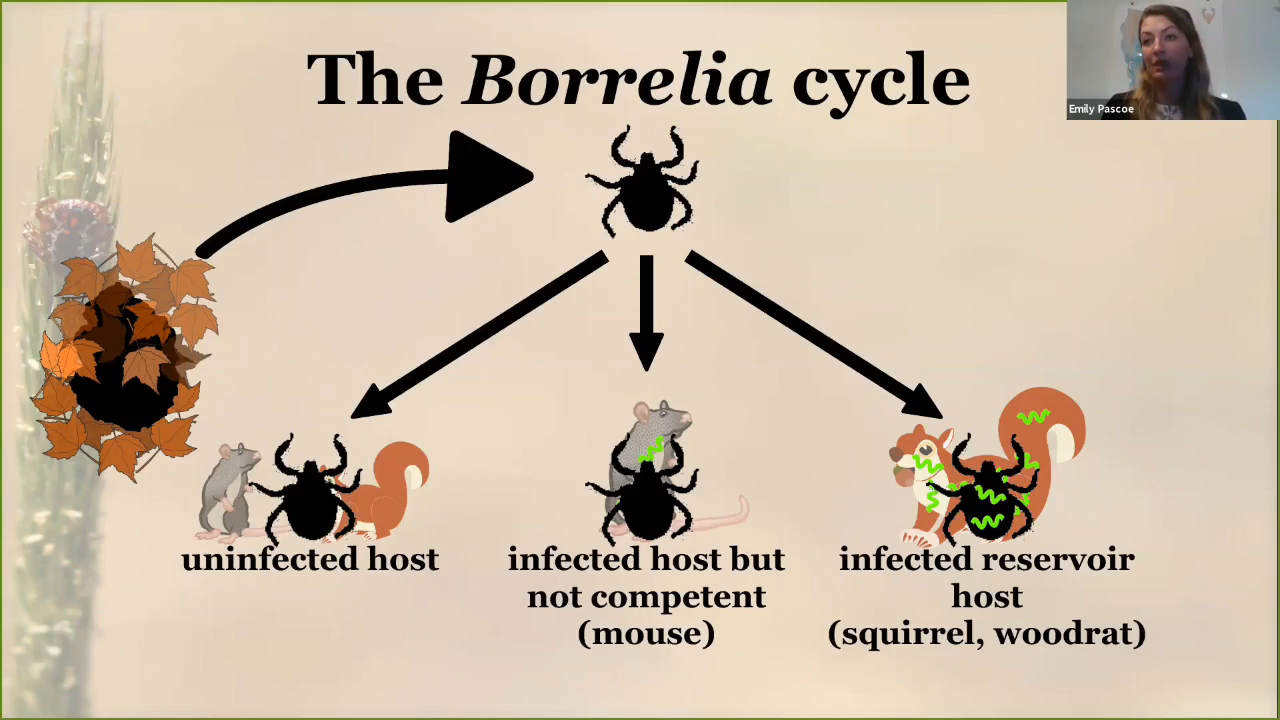 The Borrelia cycle
Emily Pascoe
uninfected host
infected host but
not competent
(mouse)
infected reservoir
host
(squirrel, woodrat)